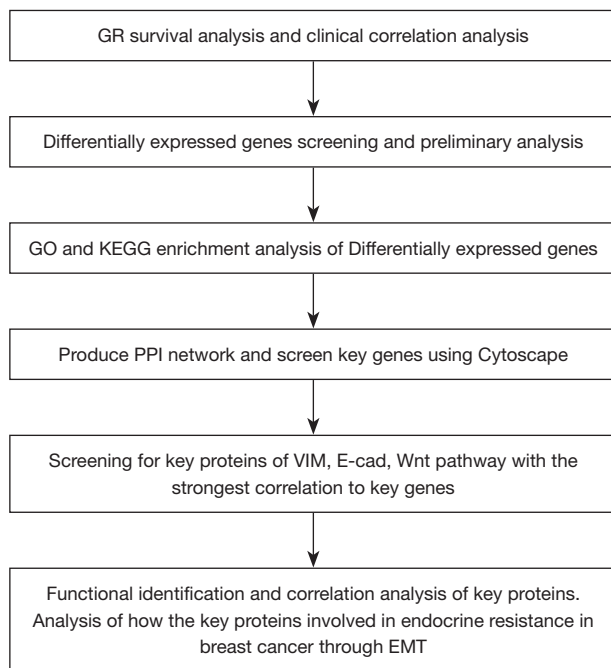 GR survival analysis and clinical correlation analysis
Differentially expressed genes screening and preliminary analysis
GO and KEGG enrichment analysis of Differentially expressed genes
Produce PPI network and screen key genes using Cytoscape
Screening for key proteins of VIM, E-cad, Wnt pathway with the
strongest correlation to key genes
Functional identification and correlation analysis of key proteins.
Analysis of how the key proteins involved in endocrine resistance in
breast cancer through EMT